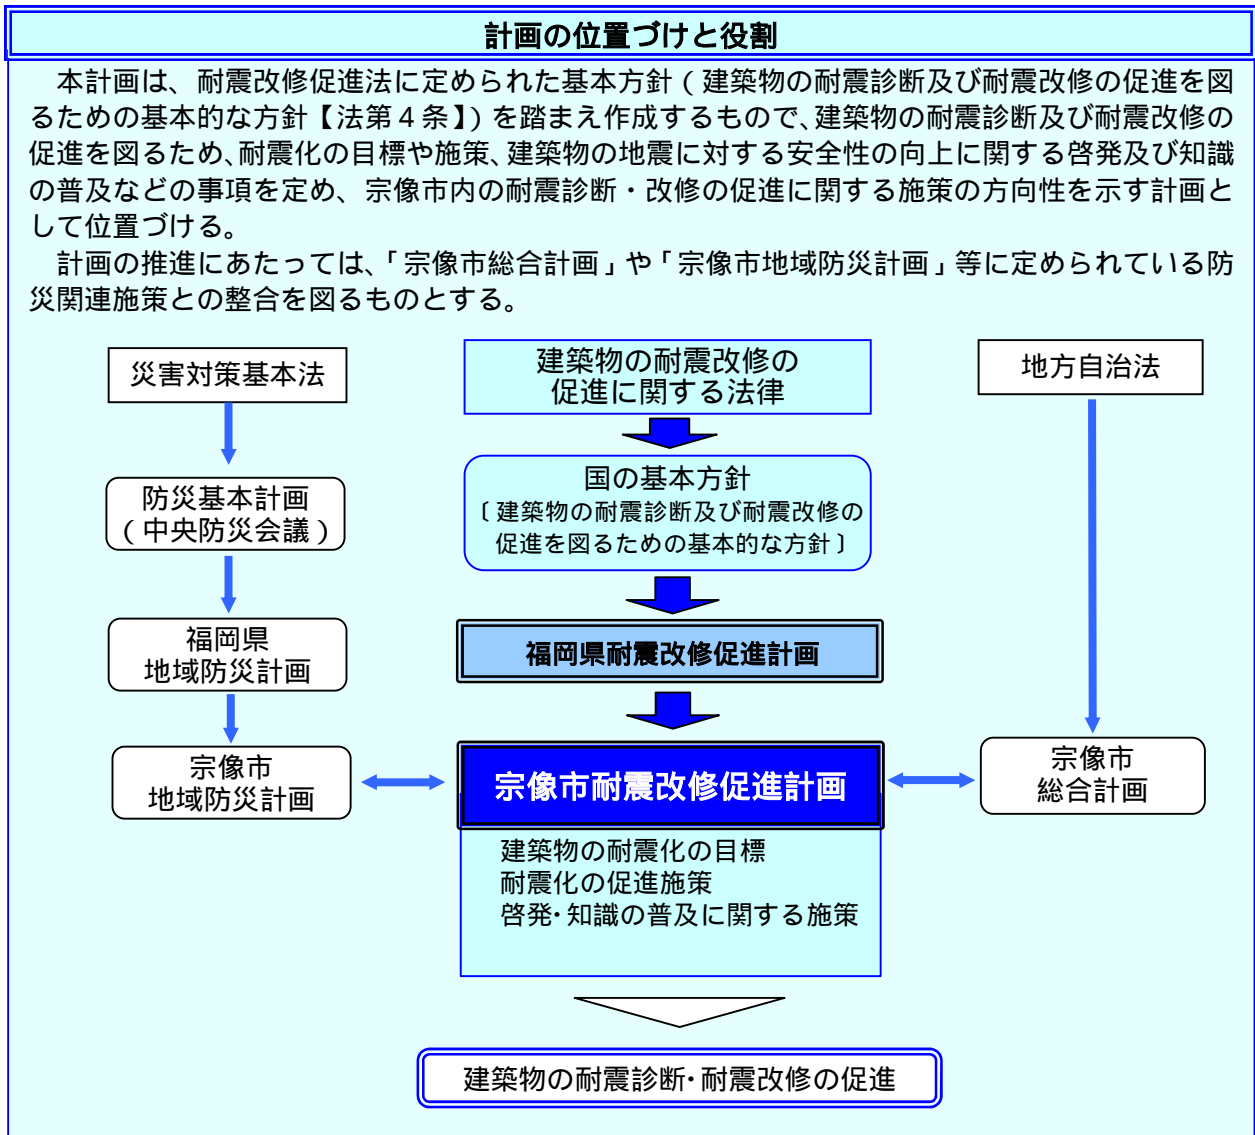 計画の位置づけと役割
本計画は、耐震改修促進法に定められた基本方針（建築物の耐震診断及び耐震改修の促進を図
るための基本的な方針【法第４条】）を踏まえ作成するもので、建築物の耐震診断及び耐震改修の
促進を図るため、耐震化の目標や施策、建築物の地震に対する安全性の向上に関する啓発及び知識
の普及などの事項を定め、宗像市内の耐震診断・改修の促進に関する施策の方向性を示す計画と
して位置づける。
計画の推進にあたっては、「宗像市総合計画」や「宗像市地域防災計画」等に定められている防
災関連施策との整合を図るものとする。
災害対策基本法
防災基本計画
（中央防災会議）
福岡県
地域防災計画
宗像市
地域防災計画
建築物の耐震改修の
促進に関する法律
国の基本方針
〔建築物の耐震診断及び耐震改修の
促進を図るための基本的な方針〕
福岡県耐震改修促進計画
宗像市耐震改修促進計画
建築物の耐震化の目標
耐震化の促進施策
啓発・知識の普及に関する施策
地方自治法
宗像市
総合計画
建築物の耐震診断・耐震改修の促進